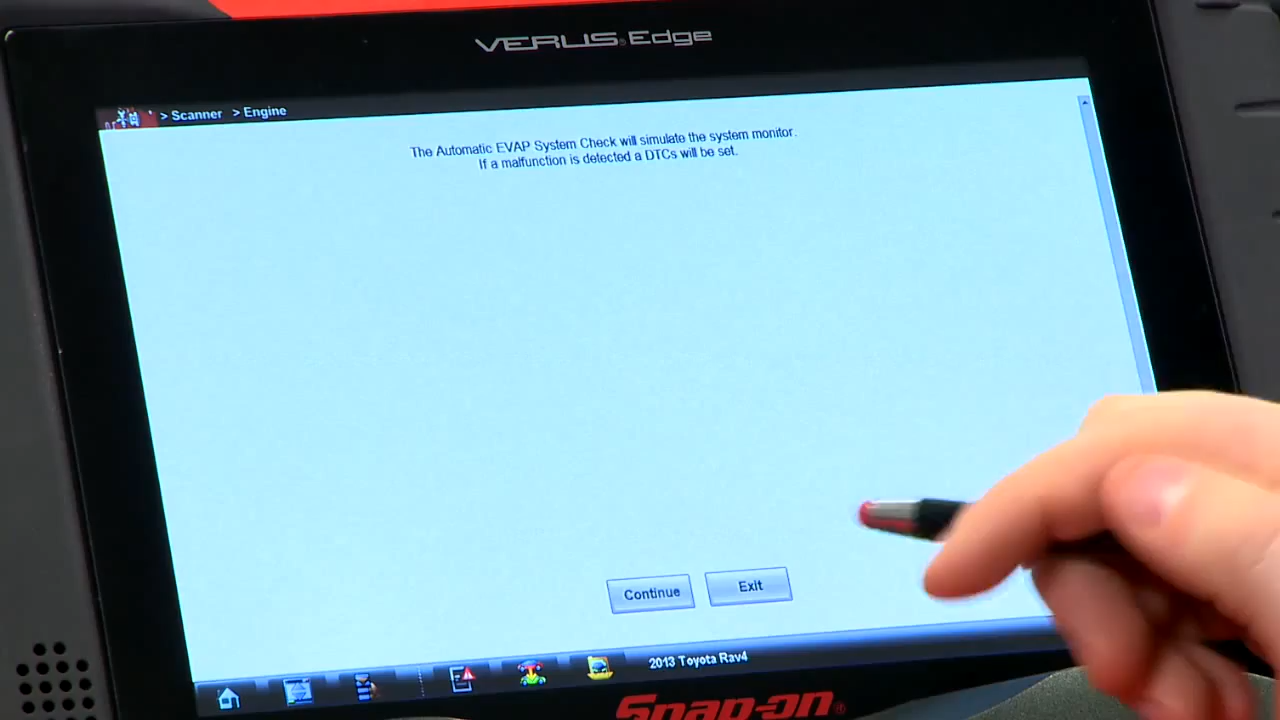 VERUS® Edge
> Scanner > Engine
The Automatic EVAP System Check will simulate the system monitor.
If a malfunction is detected a DTCs will be set.
Continue Exit
2013 Toyota Rav4
Snap-on®